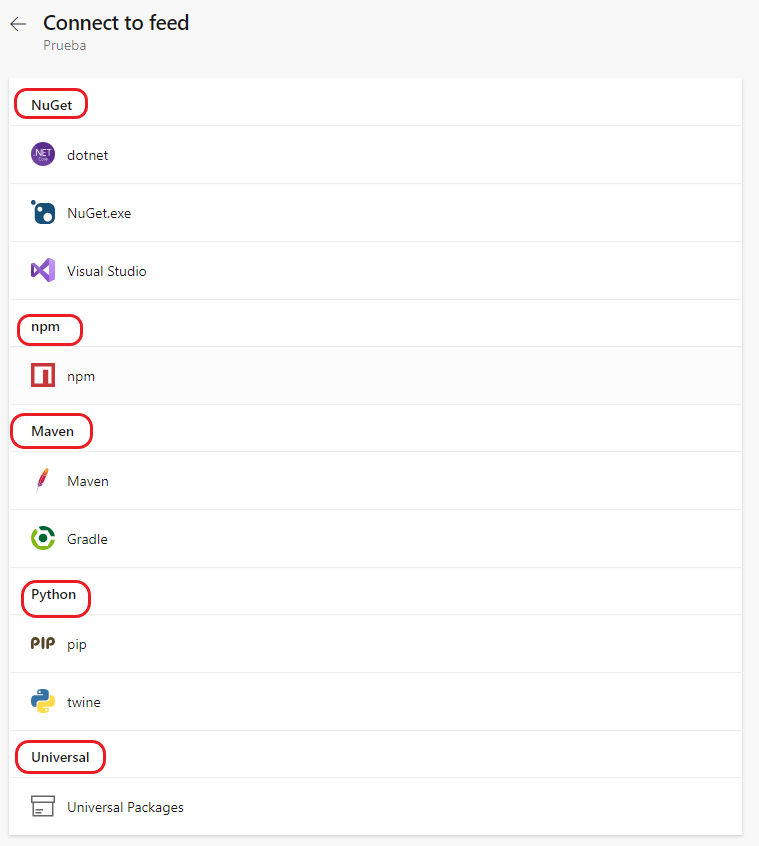 Connect to feed
Prueba
NuGet
.NET
Core
dotnet
NuGet.exe
Visual Studio
npm
npm
Maven
Maven
Gradle
Python
PIP
pip
twine
Universal
Universal Packages